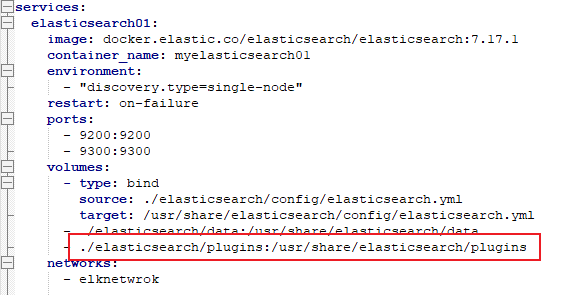 services:
  elasticsearch01:
    image: docker.elastic.co/elasticsearch/elasticsearch:7.17.1
    container_name: myelasticsearch01
    environment:
      - "discovery.type=single-node"
    restart: on-failure
    ports:
      - 9200:9200
      - 9300:9300
    volumes:
      - type: bind
        source: ./elasticsearch/config/elasticsearch.yml
        target: /usr/share/elasticsearch/config/elasticsearch.yml
      - ./elasticsearch/data:/usr/share/elasticsearch/data
      - ./elasticsearch/plugins:/usr/share/elasticsearch/plugins
    networks:
      - elknetwrok